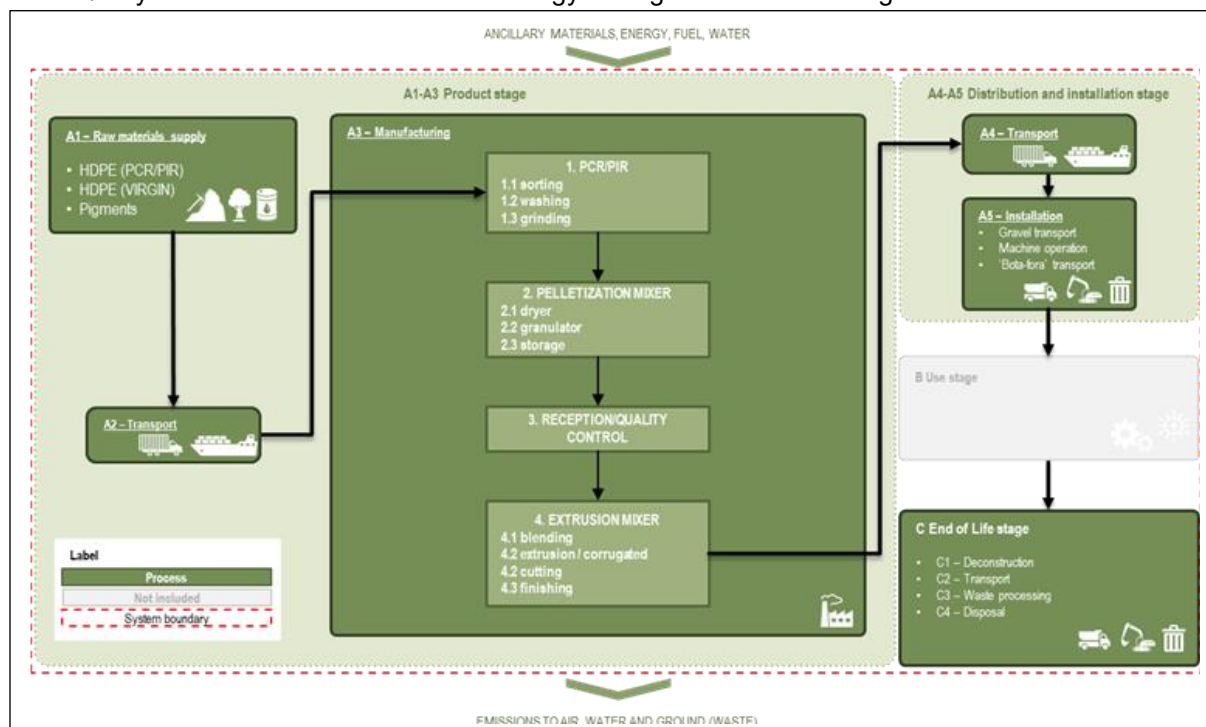 ANCILLARY MATERIALS, ENERGY, FUEL, WATER
A1-A3 Product stage
A1 – Raw materials supply
• HDPE (PCR/PIR)
• HDPE (VIRGIN)
• Pigments
A2 – Transport
A3 – Manufacturing
1. PCR/PIR
1.1 sorting
1.2 washing
1.3 grinding
2. PELLETIZATION MIXER
2.1 dryer
2.2 granulator
2.3 storage
3. RECEPTION/QUALITY
CONTROL
4. EXTRUSION MIXER
4.1 blending
4.2 extrusion / corrugated
4.2 cutting
4.3 finishing
A4-A5 Distribution and installation stage
A4 – Transport
A5 – Installation
• Gravel transport
• Machine operation
• 'Bota-fora' transport
B Use stage
C End of Life stage
• C1 – Deconstruction
• C2 – Transport
• C3 – Waste processing
• C4 – Disposal
Label
Process
Not included
System boundary
EMISSIONS TO AIR, WATER AND GROUND (WASTE)